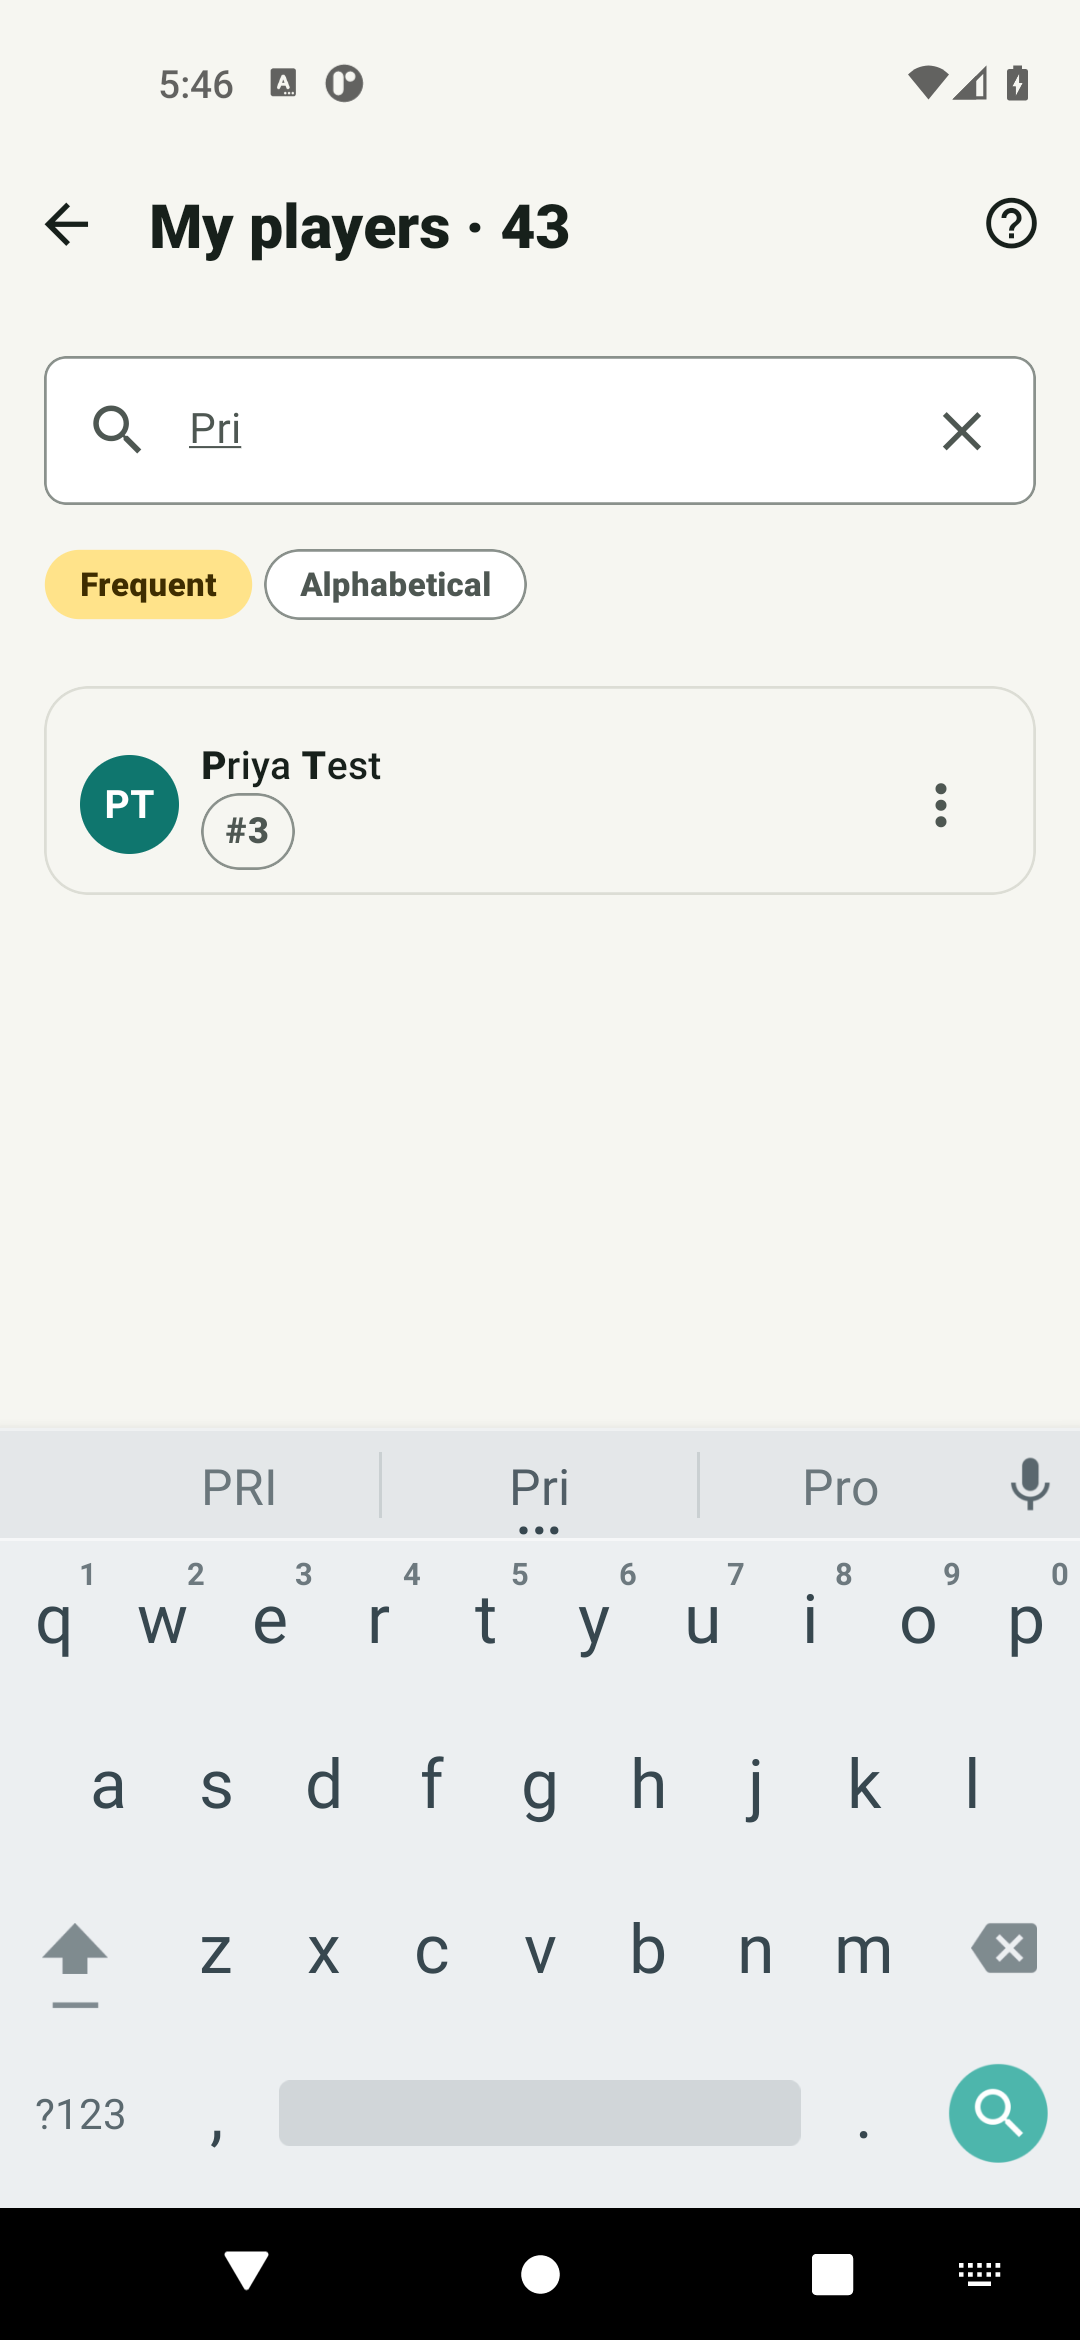 5:46
My players · 43
Pri
Frequent
Alphabetical
PT
Priya Test
#3
PRI
Pri
Pro
1 2 3 4 5 6 7 8 9 0
q w e r t y u i o p
a s d f g h j k l
z x c v b n m
?123 , .